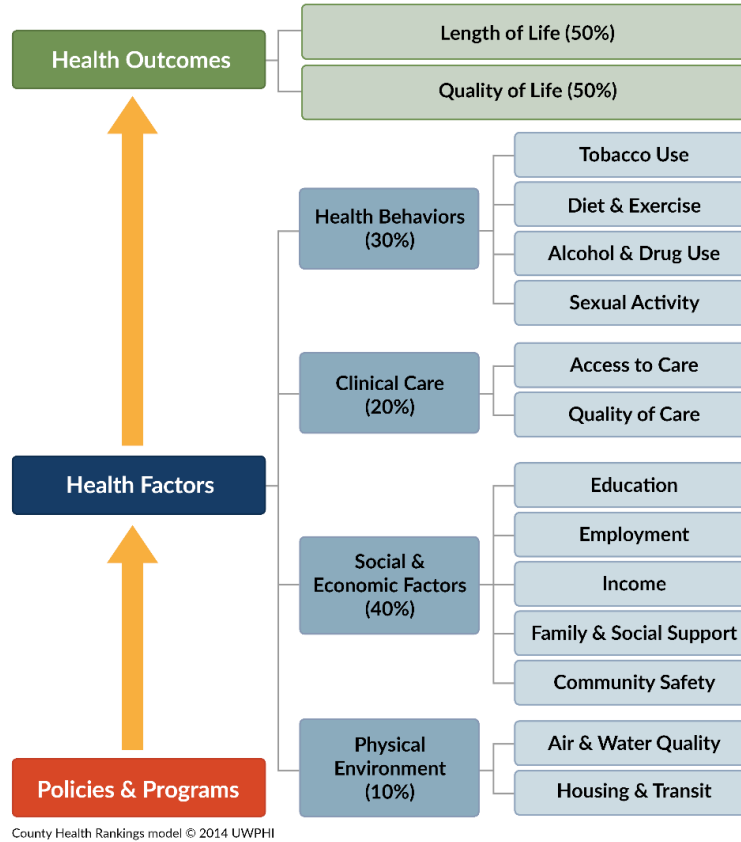 Health Outcomes
Length of Life (50%)
Quality of Life (50%)
Health Factors
Health Behaviors
(30%)
Tobacco Use
Diet & Exercise
Alcohol & Drug Use
Sexual Activity
Clinical Care
(20%)
Access to Care
Quality of Care
Social &
Economic Factors
(40%)
Education
Employment
Income
Family & Social Support
Community Safety
Physical
Environment
(10%)
Air & Water Quality
Housing & Transit
Policies & Programs
County Health Rankings model © 2014 UWPHI